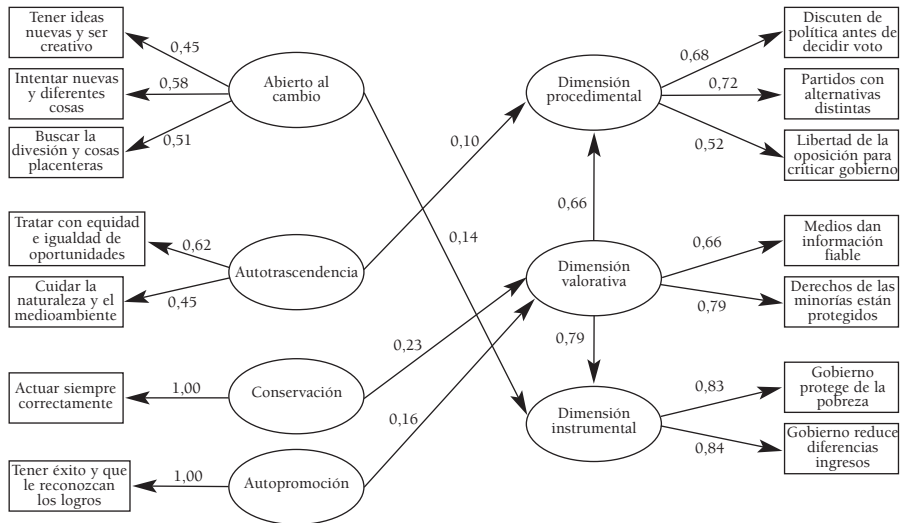 Tener ideas
nuevas y ser
creativo
Intentar nuevas
y diferentes
cosas
Buscar la
divesión y cosas
placenteras
0,45
0,58
0,51
Abierto al
cambio
Tratar con equidad
e igualdad de
oportunidades
Cuidar la
naturaleza y el
medioambiente
0,62
0,45
Autotrascendencia
Actuar siempre
correctamente
1,00
Conservación
Tener éxito y que
le reconozcan
los logros
1,00
Autopromoción
0,10
0,14
0,23
0,16
Dimensión
procedimental
0,66
Dimensión
valorativa
0,79
Dimensión
instrumental
0,68
0,72
0,52
Discuten de
política antes de
decidir voto
Partidos con
alternativas
distintas
Libertad de la
oposición para
críticar gobierno
0,66
0,79
Medios dan
información
fiable
Derechos de las
minorías están
protegidos
0,83
0,84
Gobierno
protege de la
pobreza
Gobierno reduce
diferencias
ingresos